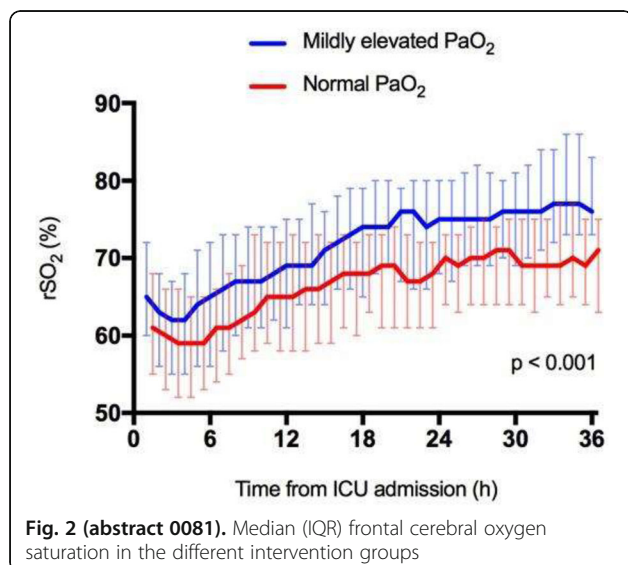 Mildly elevated PaO₂
Normal PaO₂
90
80
70
60
50
rSO₂ (%)
p < 0.001
0 6 12 18 24 30 36
Time from ICU admission (h)
Fig. 2 (abstract 0081). Median (IQR) frontal cerebral oxygen
saturation in the different intervention groups